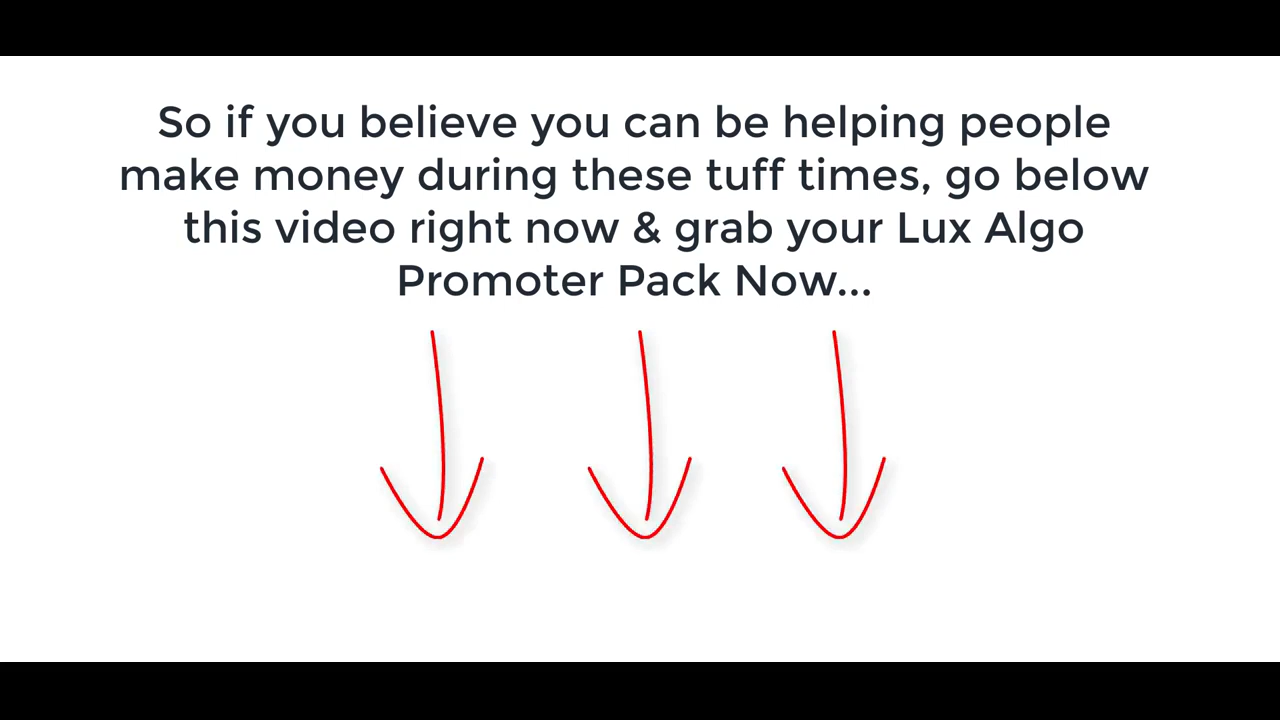 So if you believe you can be helping people
make money during these tuff times, go below
this video right now & grab your Lux Algo
Promoter Pack Now...